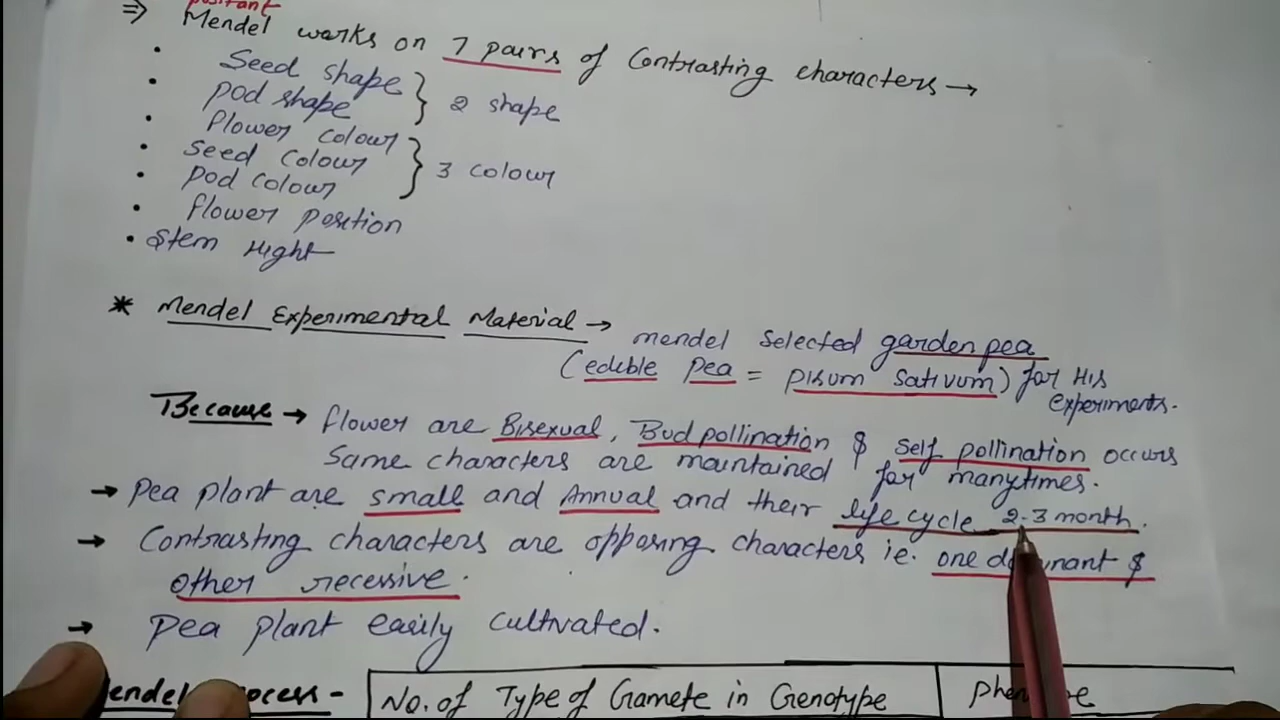 ⇒ Mendel works on 7 pairs of Contrasting characters →
• Seed shape
• Pod shape } 2 shape
• Flower colour
• Seed colour } 3 colour
• Pod colour
• flower position
• Stem Hight
* Mendel Experimental Material → mendel selected garden pea
(edible pea = pisum sativum) for His
experiments.
Because → flower are Bisexual, Bud pollination & self pollination occurs
Same characters are maintained for manytimes.
→ Pea plant are small and Annual and their life cycle 2-3 month.
→ Contrasting characters are opposing characters i.e. one dominant &
other recessive.
→ Pea plant easily cultivated.
No. of Type of Gamete in Genotype